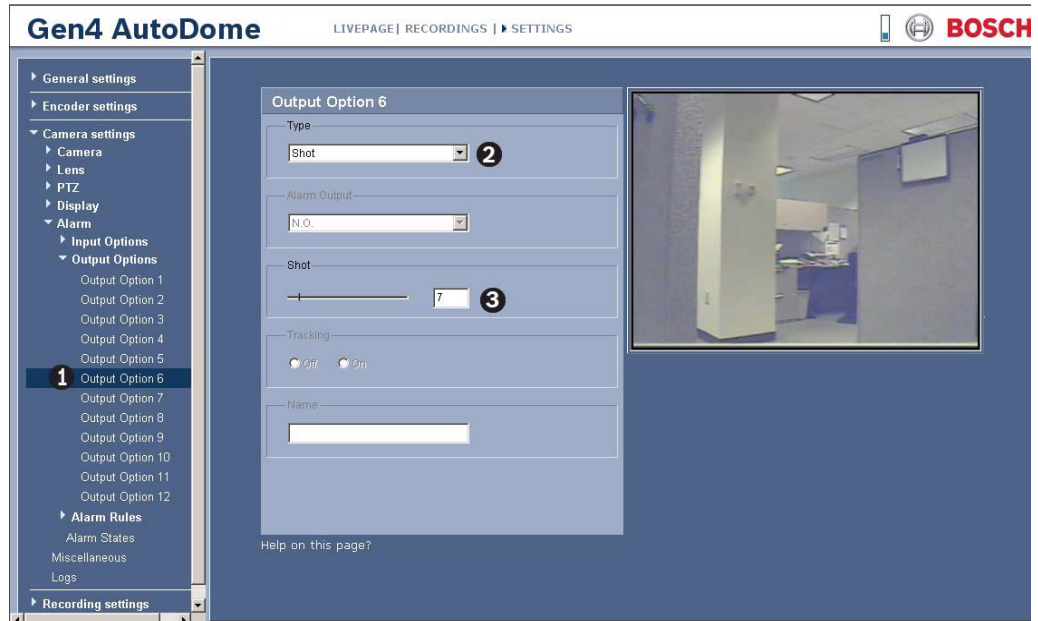 Gen4 AutoDome
LIVEPAGE| RECORDINGS | SETTINGS
BOSCH
General settings
Encoder settings
Camera settings
Camera
Lens
PTZ
Display
Alarm
Input Options
Output Options
Output Option 1
Output Option 2
Output Option 3
Output Option 4
Output Option 5
1 Output Option 6
Output Option 7
Output Option 8
Output Option 9
Output Option 10
Output Option 11
Output Option 12
Alarm Rules
Alarm States
Miscellaneous
Logs
Recording settings
Output Option 6
Type
Shot 2
Alarm Output
N.O.
Shot
7 3
Tracking
Off On
Name
Help on this page?